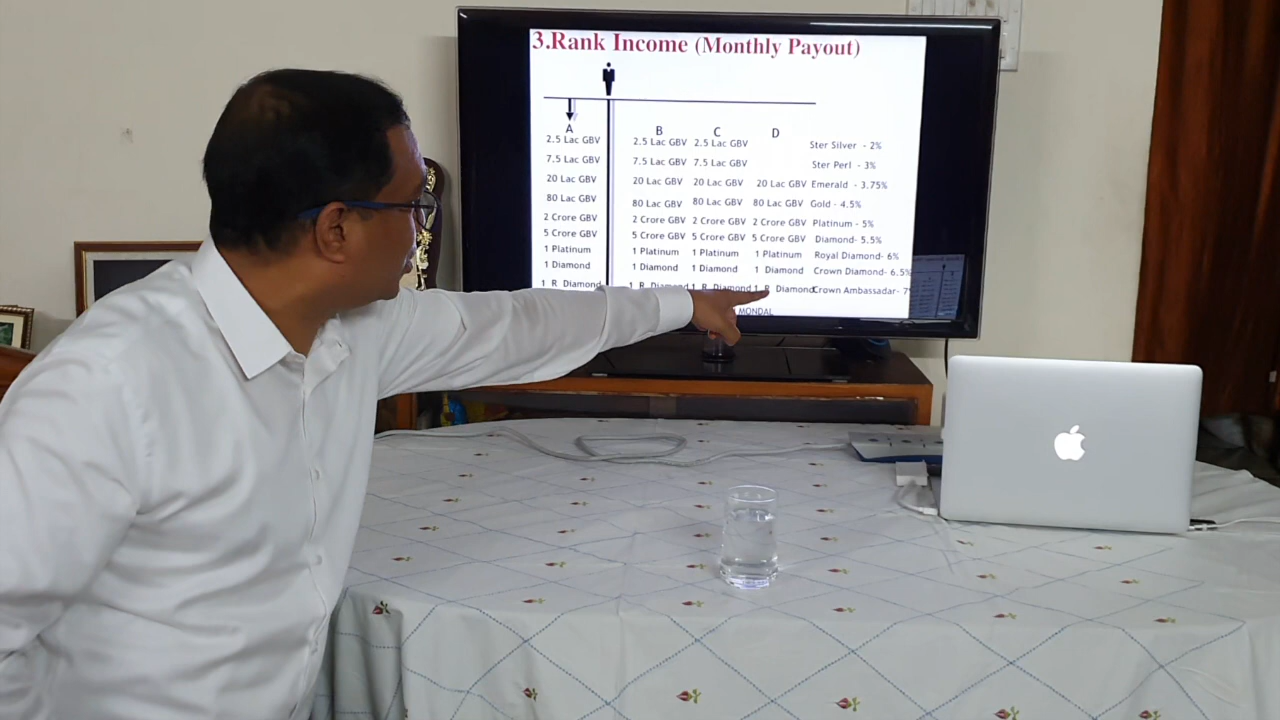 3.Rank Income (Monthly Payout)
A B C D
2.5 Lac GBV 2.5 Lac GBV 2.5 Lac GBV Ster Silver - 2%
7.5 Lac GBV 7.5 Lac GBV 7.5 Lac GBV Ster Perl - 3%
20 Lac GBV 20 Lac GBV 20 Lac GBV 20 Lac GBV Emerald - 3.75%
80 Lac GBV 80 Lac GBV 80 Lac GBV 80 Lac GBV Gold - 4.5%
2 Crore GBV 2 Crore GBV 2 Crore GBV 2 Crore GBV Platinum - 5%
5 Crore GBV 5 Crore GBV 5 Crore GBV 5 Crore GBV Diamond- 5.5%
1 Platinum 1 Platinum 1 Platinum 1 Platinum Royal Diamond- 6%
1 Diamond 1 Diamond 1 Diamond 1 Diamond Crown Diamond- 6.5%
1 R Diamond 1 R Diamond 1 R Diamond 1 R Diamond Crown Ambassadar-
MONDAL